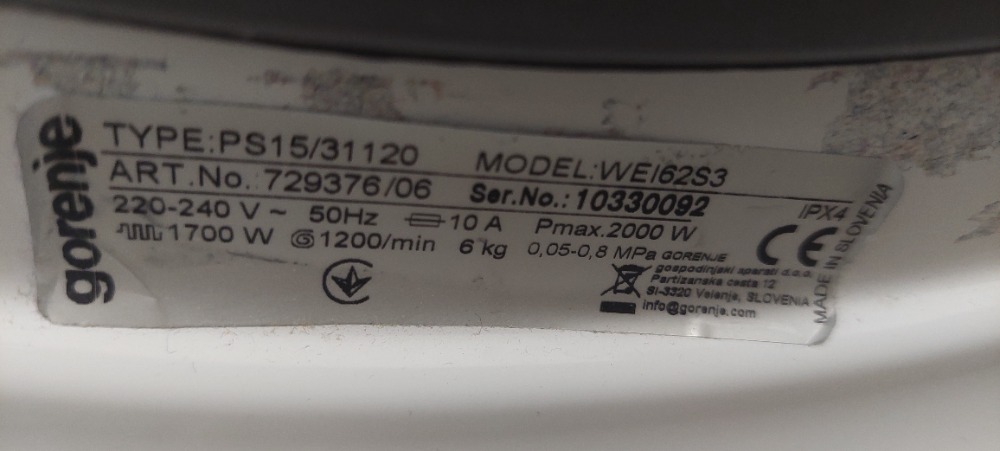 gorenje
TYPE:PS15/31120 MODEL:WEI62S3
ART.No.:729376/06 Ser.No.:10330092
220-240 V ~ 50Hz 10 A Pmax.2000 W IPX4
1700 W 1200/min 6 kg 0,05-0,8 MPa
CE
GORENJE
gospodinjski aparati d.o.o.
Partizanska cesta 12
SI-3320 Velenje, SLOVENIA
info@gorenje.com
MADE IN SLOVENIA